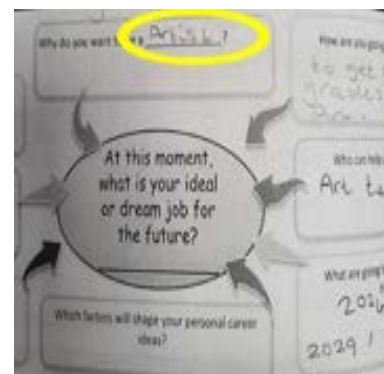 Why do you want to be a Artist ?
How are you going
to get
grades
At this moment,
what is your ideal
or dream job for
the future?
Who can help
Art te
What are
202
2029 !
Which factors will shape your personal career
ideas?